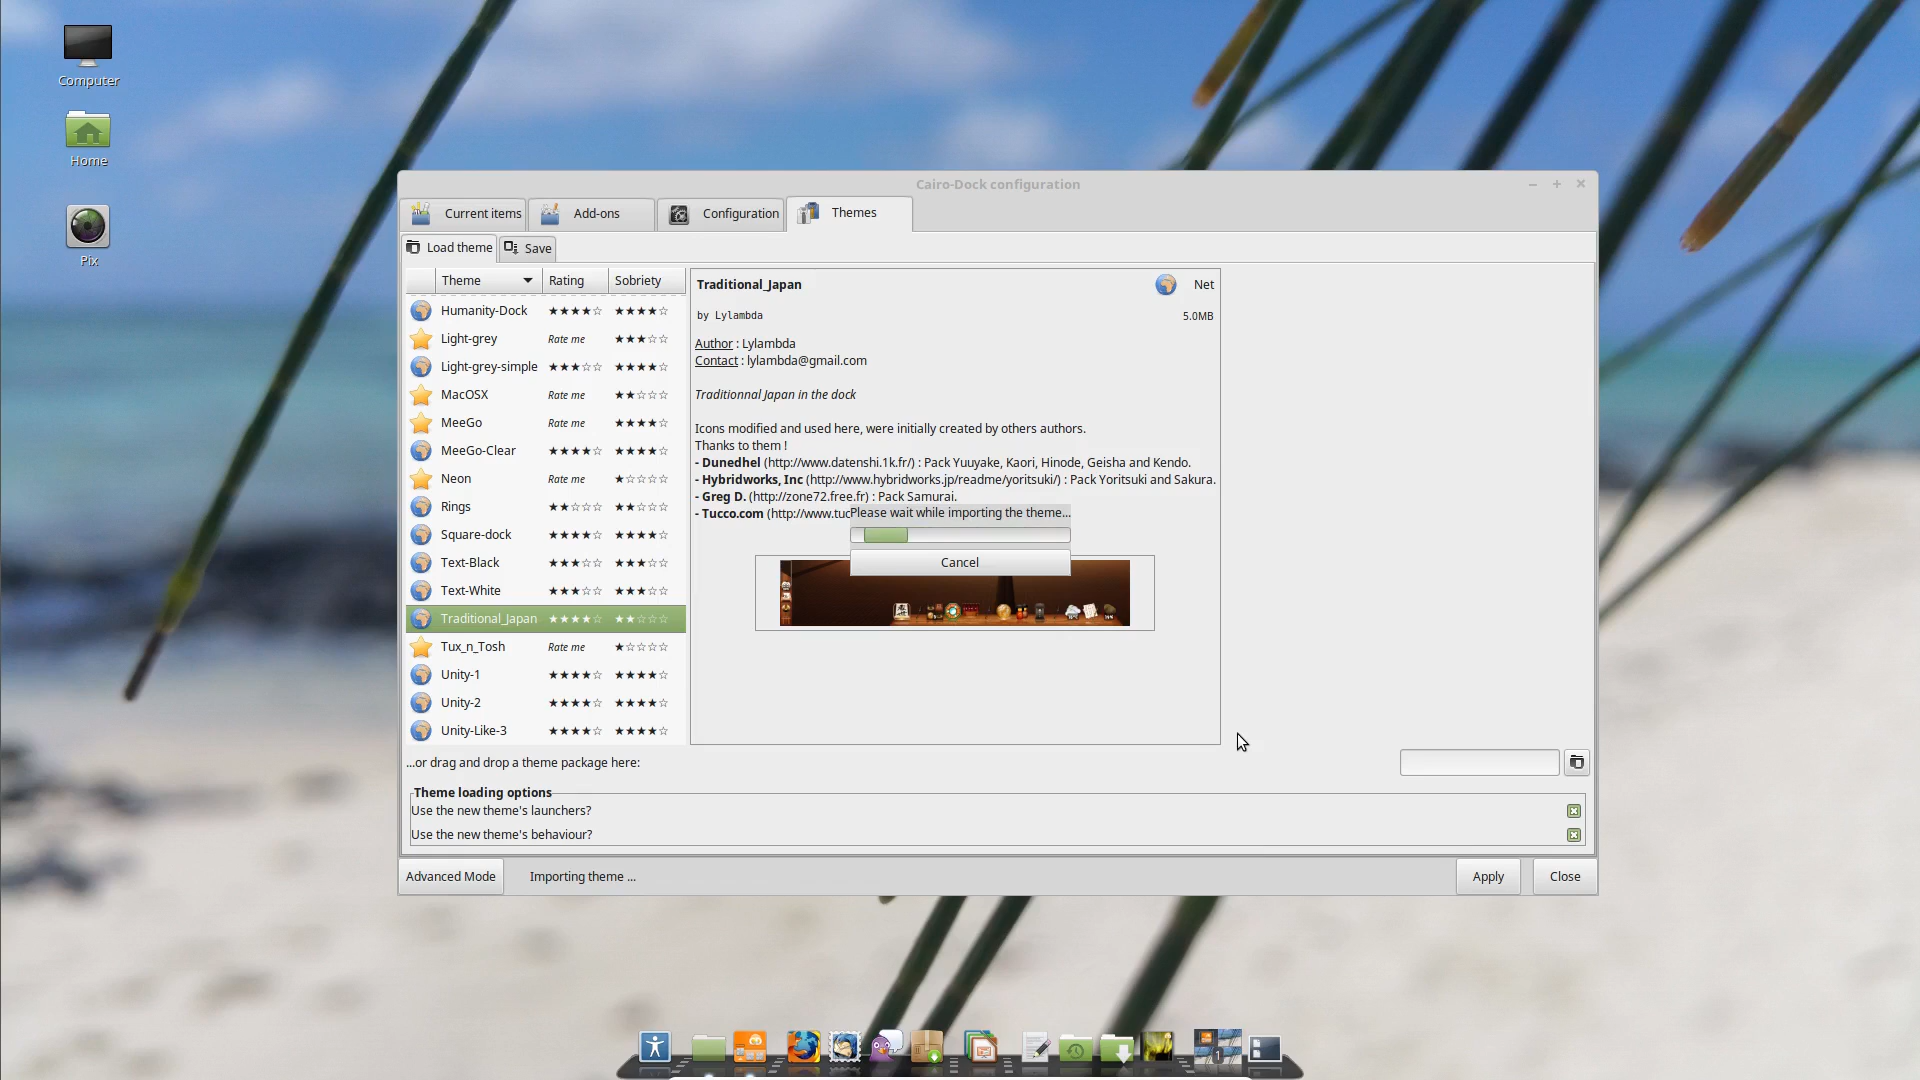 Computer
Home
Pix
Cairo-Dock configuration
Current items
Add-ons
Configuration
Themes
Load theme
Save
Theme Rating Sobriety
Humanity-Dock ★★★★☆ ★★★★☆
Light-grey Rate me ★★★☆☆
Light-grey-simple ★★★☆☆ ★★★★☆
MacOSX Rate me ★★☆☆☆
MeeGo Rate me ★★★★☆
MeeGo-Clear ★★★★☆ ★★★★☆
Neon Rate me ★☆☆☆☆
Rings ★★☆☆☆ ★★☆☆☆
Square-dock ★★★★☆ ★★★★☆
Text-Black ★★★☆☆ ★★★☆☆
Text-White ★★★☆☆ ★★★☆☆
Traditional_Japan ★★★★☆ ★★☆☆☆
Tux_n_Tosh Rate me ★☆☆☆☆
Unity-1 ★★★★☆ ★★★★☆
Unity-2 ★★★★☆ ★★★★☆
Unity-Like-3 ★★★★☆ ★★★★☆
Traditional_Japan Net
by Lylambda 5.0MB
Author : Lylambda
Contact : lylambda@gmail.com
Traditionnal Japan in the dock
Icons modified and used here, were initially created by others authors.
Thanks to them !
- Dunedhel (http://www.datenshi.1k.fr/) : Pack Yuuyake, Kaori, Hinode, Geisha and Kendo.
- Hybridworks, Inc (http://www.hybridworks.jp/readme/yoritsuki/) : Pack Yoritsuki and Sakura.
- Greg D. (http://zone72.free.fr) : Pack Samurai.
- Tucco.com (http://www.tuc
Please wait while importing the theme...
Cancel
...or drag and drop a theme package here:
Theme loading options
Use the new theme's launchers?
Use the new theme's behaviour?
Advanced Mode
Importing theme ...
Apply
Close
1